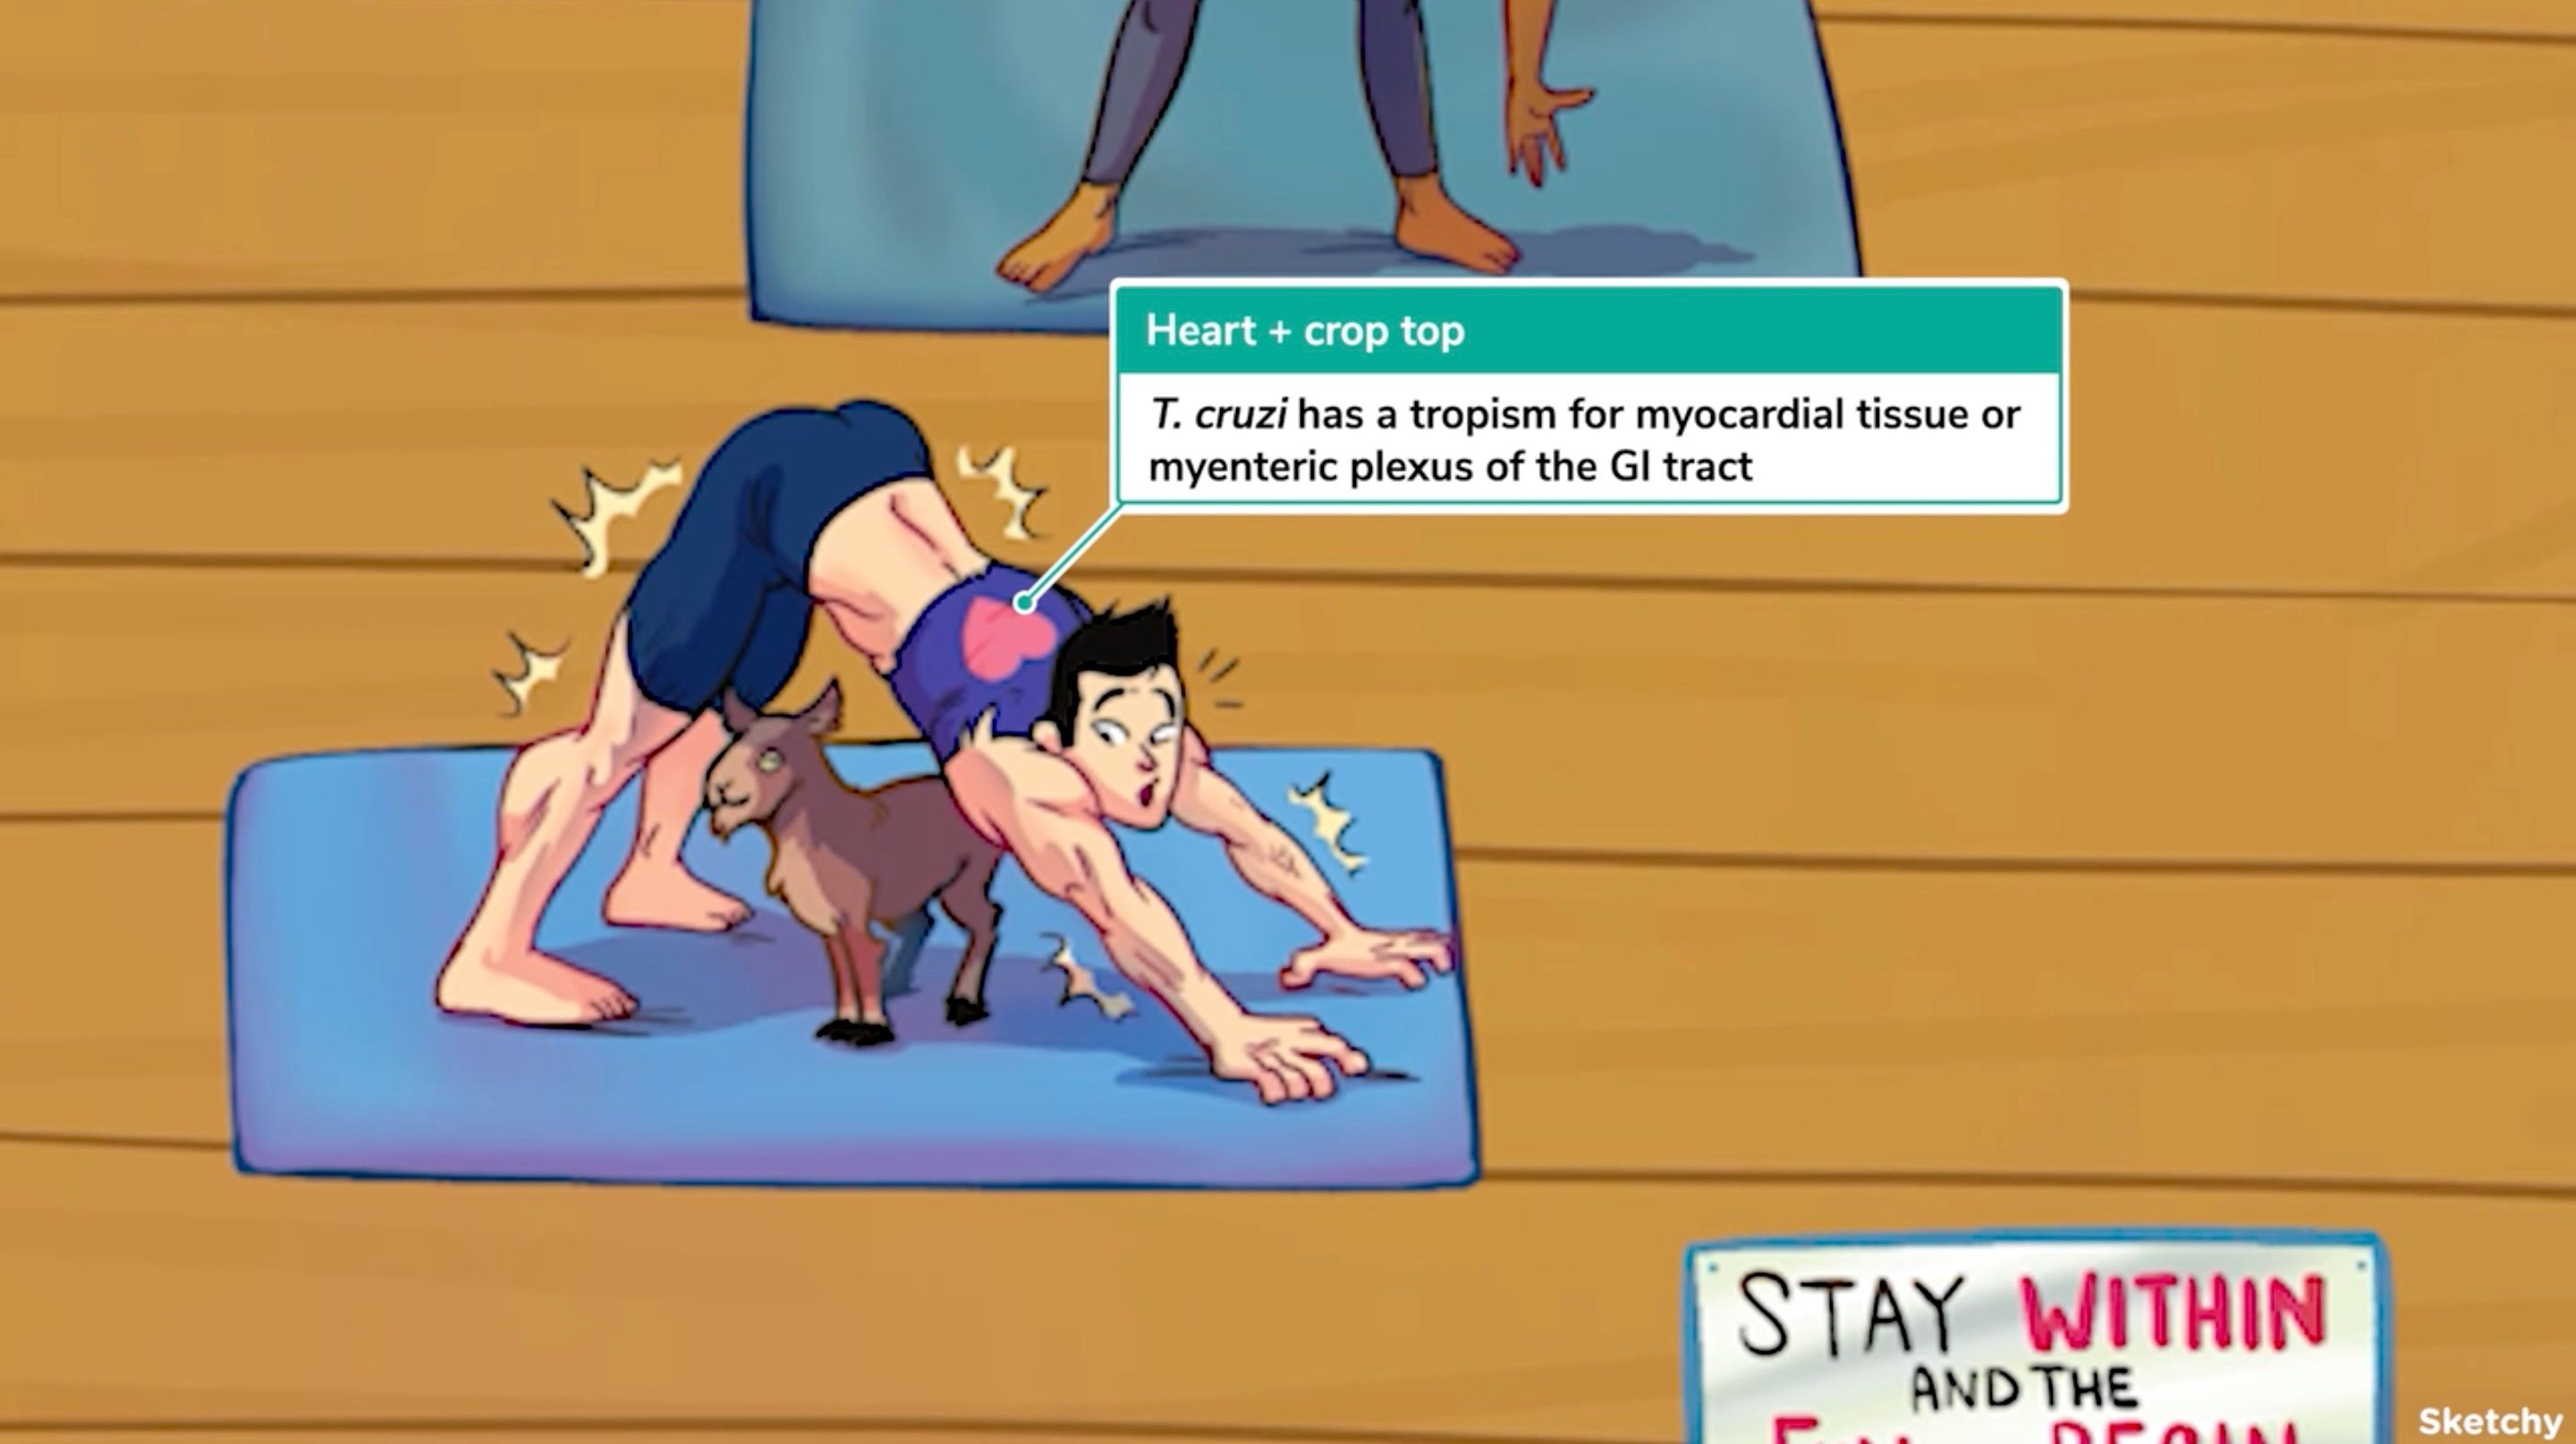 Heart + crop top
T. cruzi has a tropism for myocardial tissue or
myenteric plexus of the GI tract
STAY WITHIN
AND THE
Sketchy